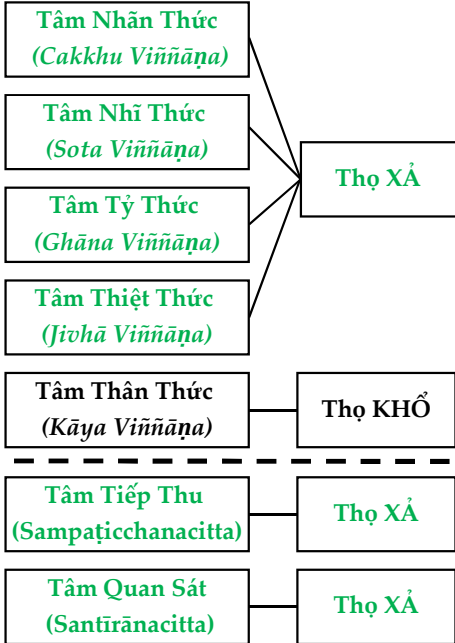 Tâm Nhãn Thức
(Cakkhu Viññāṇa)
Tâm Nhĩ Thức
(Sota Viññāṇa)
Thọ XẢ
Tâm Tỷ Thức
(Ghāna Viññāṇa)
Tâm Thiệt Thức
(Jivhā Viññāṇa)
Tâm Thân Thức
(Kāya Viññāṇa)
Thọ KHỔ
Tâm Tiếp Thu
(Sampaṭicchanacitta)
Thọ XẢ
Tâm Quan Sát
(Santīrānacitta)
Thọ XẢ